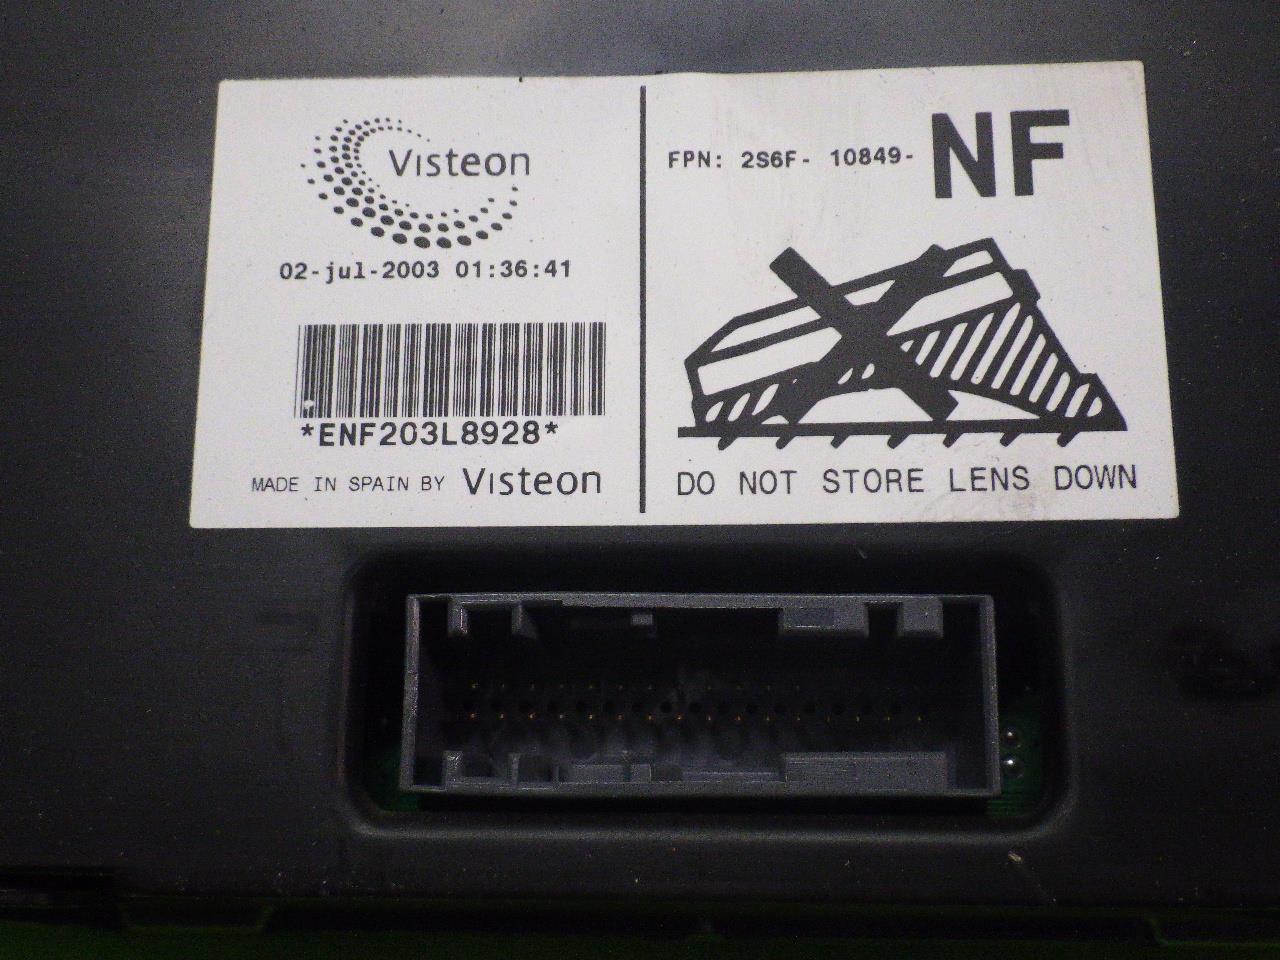 Visteon
02-jul-2003 01:36:41
*ENF203L8928*
MADE IN SPAIN BY Visteon
FPN: 2S6F- 10849- NF
DO NOT STORE LENS DOWN